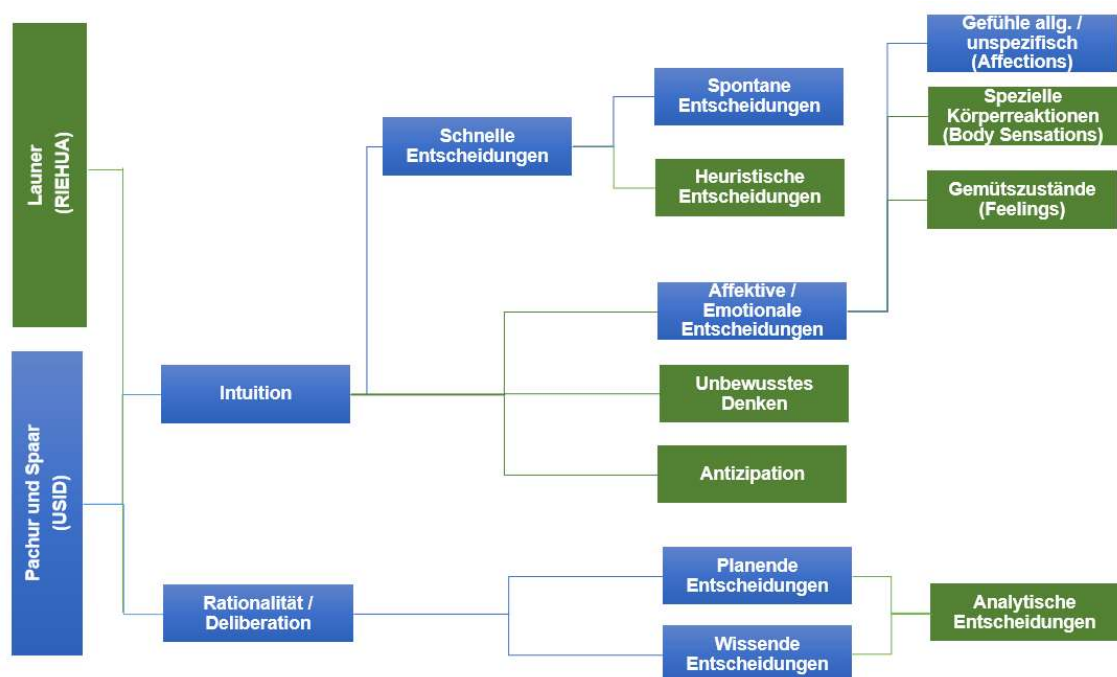 Launer
(RIEHUA)
Pachur und Spaar
(USID)
Intuition
Rationalität /
Deliberation
Schnelle
Entscheidungen
Spontane
Entscheidungen
Heuristische
Entscheidungen
Affektive /
Emotionale
Entscheidungen
Unbewusstes
Denken
Antizipation
Planende
Entscheidungen
Wissende
Entscheidungen
Gefühle allg. /
unspezifisch
(Affections)
Spezielle
Körperreaktionen
(Body Sensations)
Gemütszustände
(Feelings)
Analytische
Entscheidungen